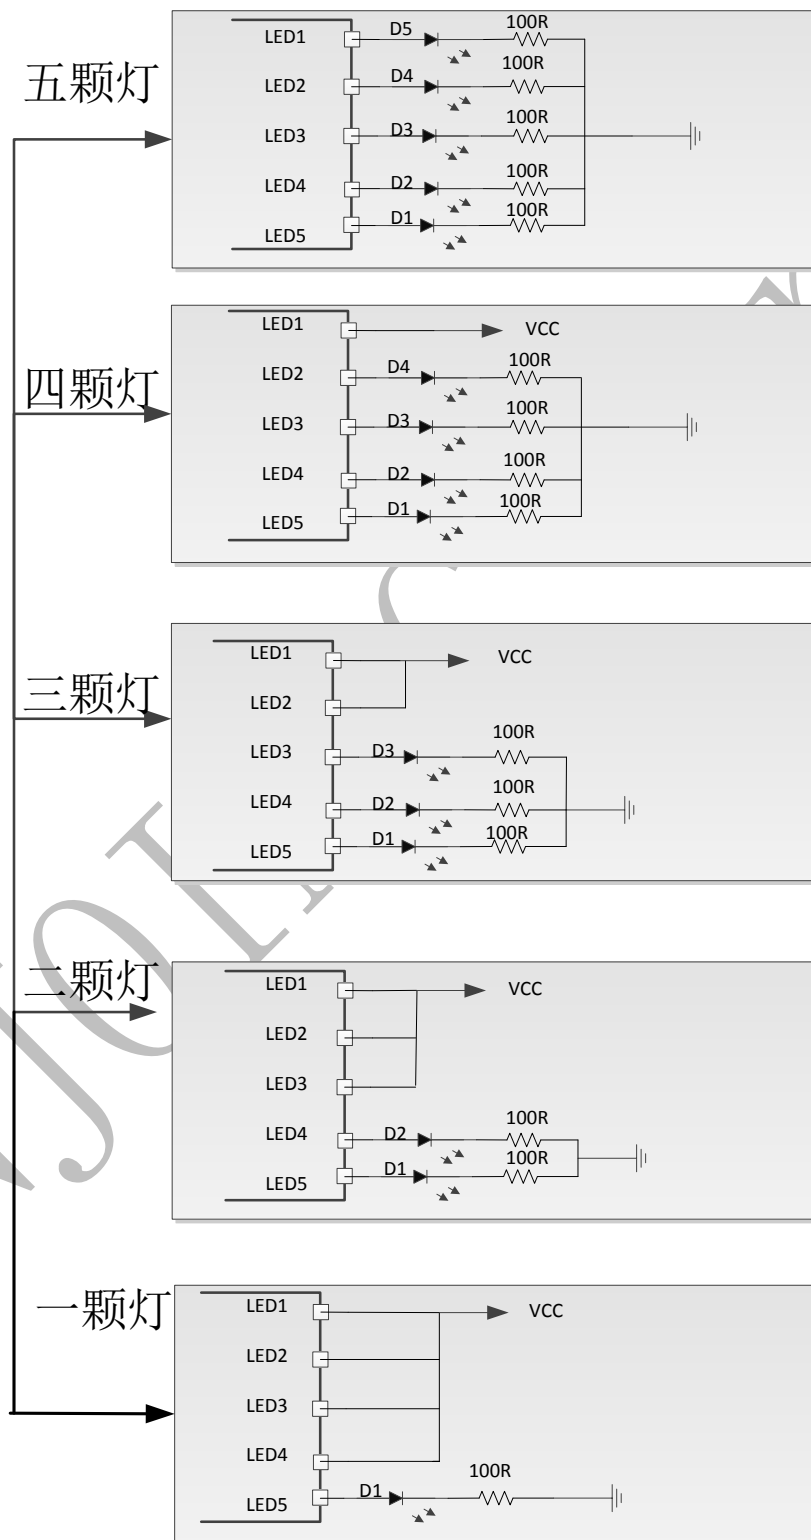 五颗灯
LED1 D5 100R
LED2 D4 100R
LED3 D3 100R
LED4 D2 100R
LED5 D1 100R
四颗灯
LED1 VCC
LED2 D4 100R
LED3 D3 100R
LED4 D2 100R
LED5 D1 100R
三颗灯
LED1 VCC
LED2
LED3 D3 100R
LED4 D2 100R
LED5 D1 100R
二颗灯
LED1 VCC
LED2
LED3
LED4 D2 100R
LED5 D1 100R
一颗灯
LED1 VCC
LED2
LED3
LED4
LED5 D1 100R